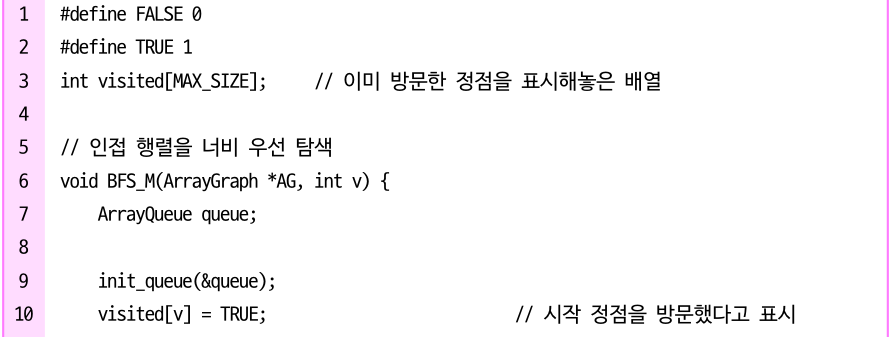 1 #define FALSE 0
2 #define TRUE 1
3 int visited[MAX_SIZE]; // 이미 방문한 정점을 표시해놓은 배열
4
5 // 인접 행렬을 너비 우선 탐색
6 void BFS_M(ArrayGraph *AG, int v) {
7 ArrayQueue queue;
8
9 init_queue(&queue);
10 visited[v] = TRUE; // 시작 정점을 방문했다고 표시